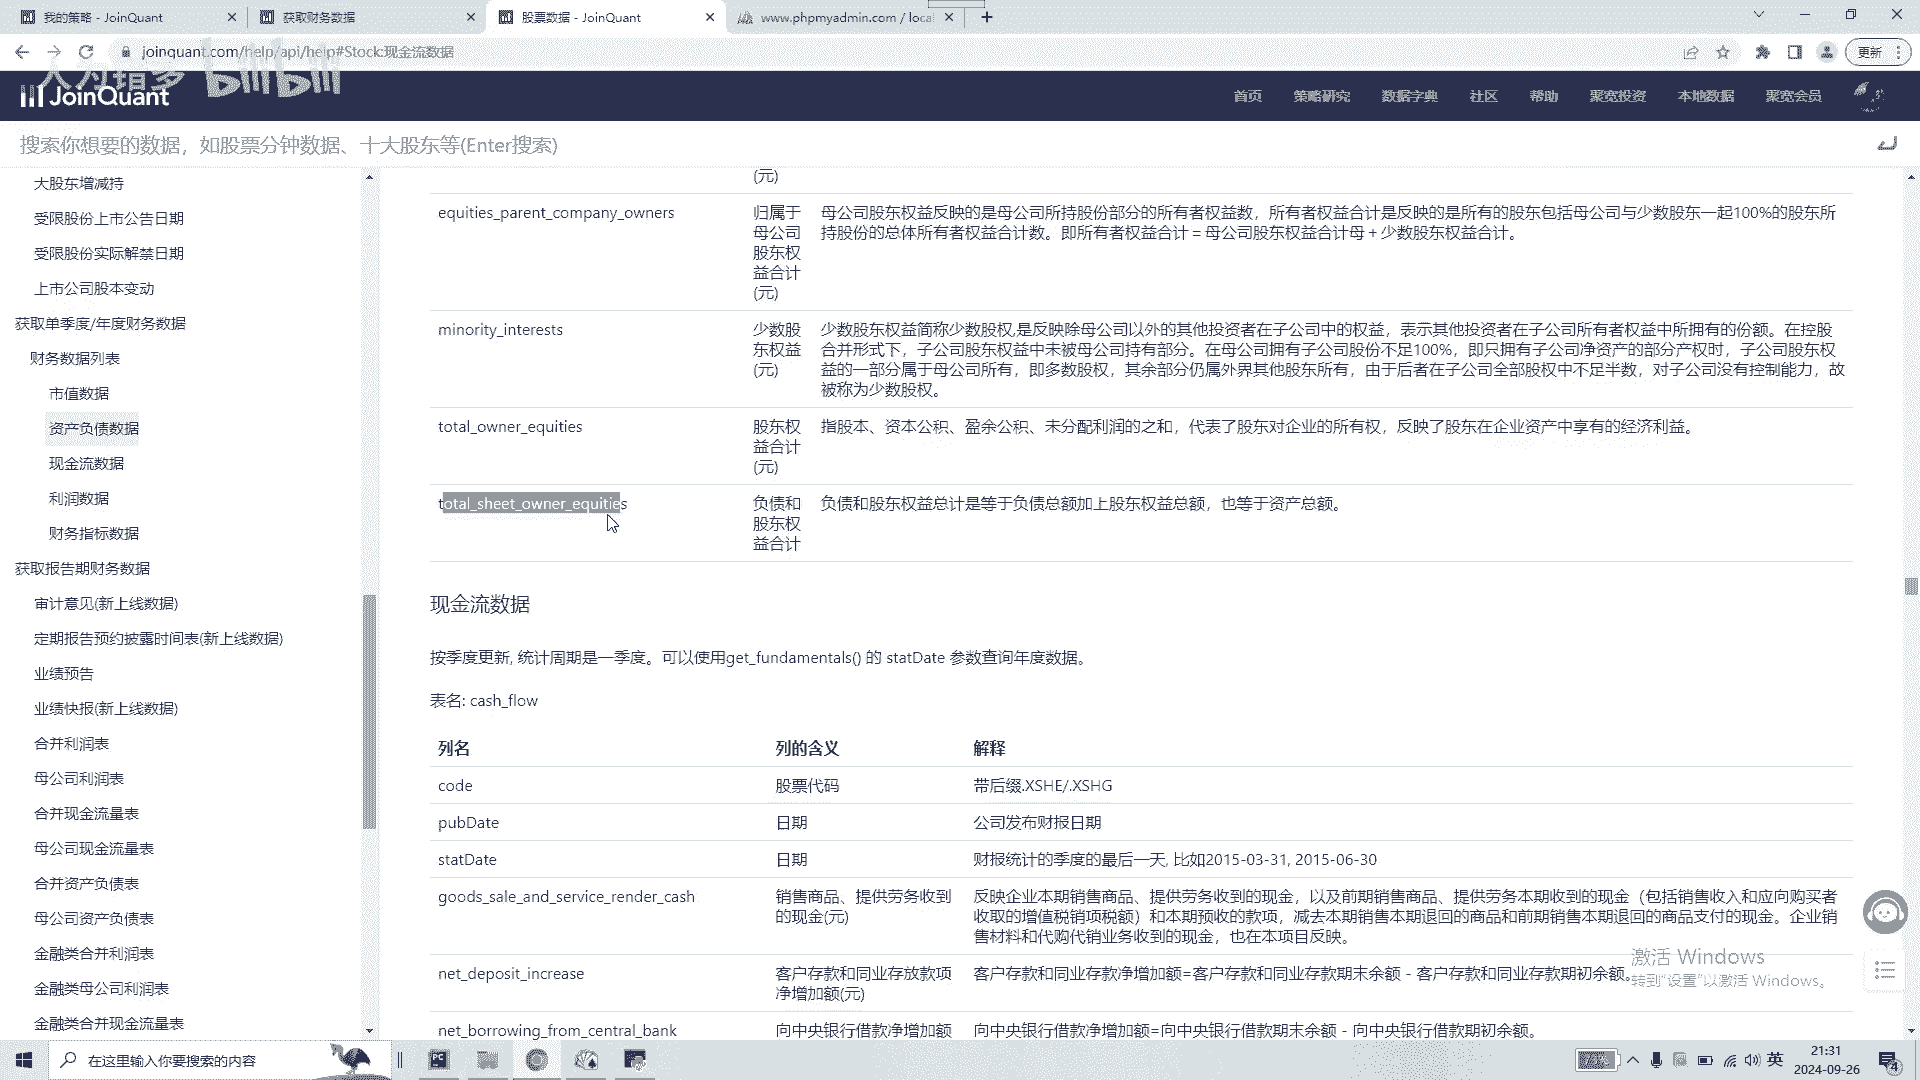 我的策略 - JoinQuant
获取财务数据
股票数据 - JoinQuant
www.phpmyadmin.com / loca
joinquant.com/help/api/help#Stock:现金流数据
更新
bilibili
JoinQuant
首页
策略研究
数据字典
社区
帮助
聚宽投资
本地数据
聚宽会员
搜索你想要的数据，如股票分钟数据、十大股东等(Enter搜索)
大股东增减持
受限股份上市公告日期
受限股份实际解禁日期
上市公司股本变动
获取单季度/年度财务数据
财务数据列表
市值数据
资产负债数据
现金流数据
利润数据
财务指标数据
获取报告期财务数据
审计意见(新上线数据)
定期报告预约披露时间表(新上线数据)
业绩预告
业绩快报(新上线数据)
合并利润表
母公司利润表
合并现金流量表
母公司现金流量表
合并资产负债表
母公司资产负债表
金融类合并利润表
金融类母公司利润表
金融类合并现金流量表
(元)
equities_parent_company_owners
归属于
母公司
股东权
益合计
(元)
母公司股东权益反映的是母公司所持股份部分的所有者权益数，所有者权益合计是反映的是所有的股东包括母公司与少数股东一起100%的股东所
持股份的总体所有者权益合计数。即所有者权益合计＝母公司股东权益合计母＋少数股东权益合计。
minority_interests
少数股
东权益
(元)
少数股东权益简称少数股权,是反映除母公司以外的其他投资者在子公司中的权益，表示其他投资者在子公司所有者权益中所拥有的份额。在控股
合并形式下，子公司股东权益中未被母公司持有部分。在母公司拥有子公司股份不足100%，即只拥有子公司净资产的部分产权时，子公司股东权
益的一部分属于母公司所有，即多数股权，其余部分仍属外界其他股东所有，由于后者在子公司全部股权中不足半数，对子公司没有控制能力，故
被称为少数股权。
total_owner_equities
股东权
益合计
(元)
指股本、资本公积、盈余公积、未分配利润的之和，代表了股东对企业的所有权，反映了股东在企业资产中享有的经济利益。
total_sheet_owner_equities
负债和
股东权
益合计
负债和股东权益总计是等于负债总额加上股东权益总额，也等于资产总额。
现金流数据
按季度更新, 统计周期是一季度。可以使用get_fundamentals() 的 statDate 参数查询年度数据。
表名: cash_flow
列名 列的含义 解释
code 股票代码 带后缀.XSHE/.XSHG
pubDate 日期 公司发布财报日期
statDate 日期 财报统计的季度的最后一天, 比如2015-03-31, 2015-06-30
goods_sale_and_service_render_cash
销售商品、提供劳务收到
的现金(元)
反映企业本期销售商品、提供劳务收到的现金，以及前期销售商品、提供劳务本期收到的现金（包括销售收入和应向购买者
收取的增值税销项税额）和本期预收的款项，减去本期销售本期退回的商品和前期销售本期退回的商品支付的现金。企业销
售材料和代购代销业务收到的现金，也在本项目反映。
net_deposit_increase
客户存款和同业存放款项
净增加额(元)
客户存款和同业存款净增加额=客户存款和同业存款期末余额 - 客户存款和同业存款期初余额。
net_borrowing_from_central_bank
向中央银行借款净增加额
向中央银行借款净增加额=向中央银行借款期末余额 - 向中央银行借款期初余额。
激活 Windows
转到"设置"以激活 Windows。
在这里输入你要搜索的内容
英
21:31
2024-09-26